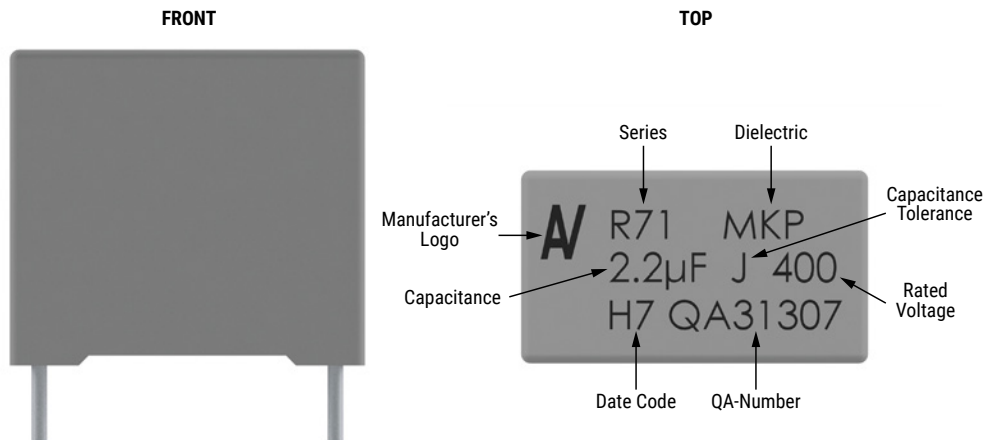 FRONT
TOP
Series
Dielectric
Capacitance
Tolerance
Manufacturer's
Logo
R71 MKP
2.2µF J 400
H7 QA31307
Capacitance
Rated
Voltage
Date Code
QA-Number